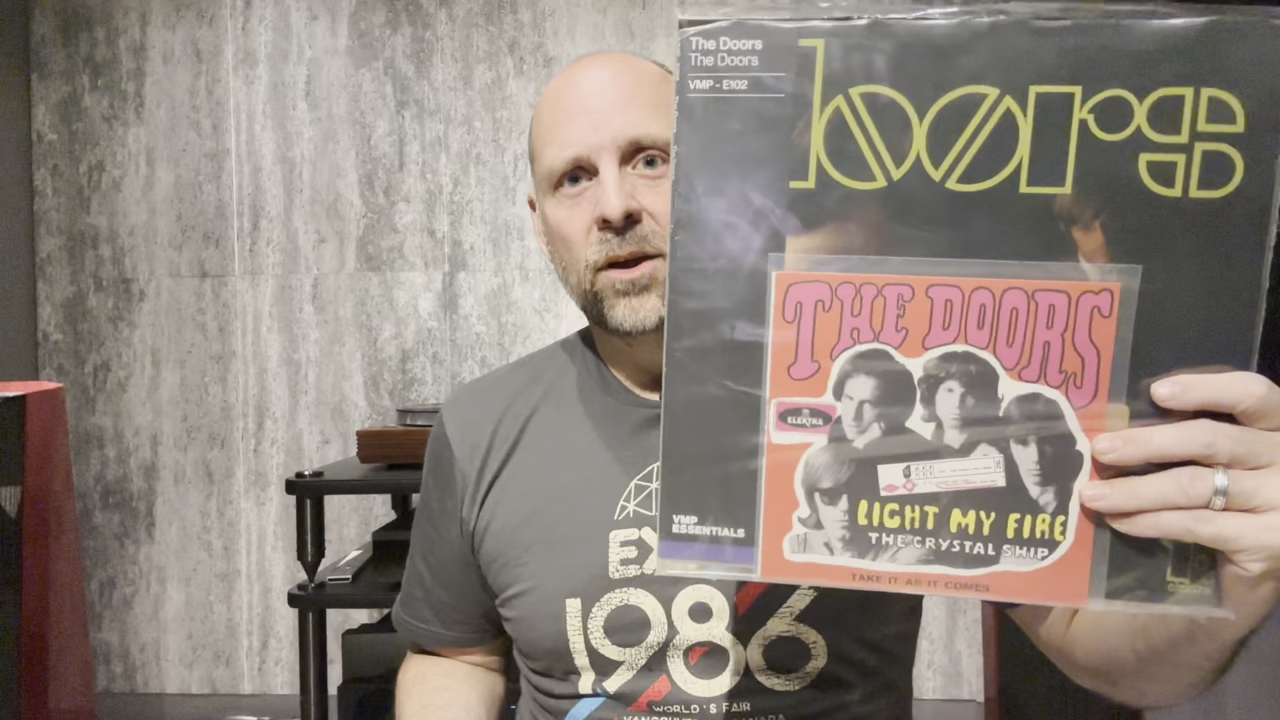 The Doors
The Doors
VMP - E102
DOORS
THE DOORS
ELEKTRA
LIGHT MY FIRE
THE CRYSTAL SHIP
TAKE IT AS IT COMES
VMP
ESSENTIALS
EX
1986
WORLD'S FAIR